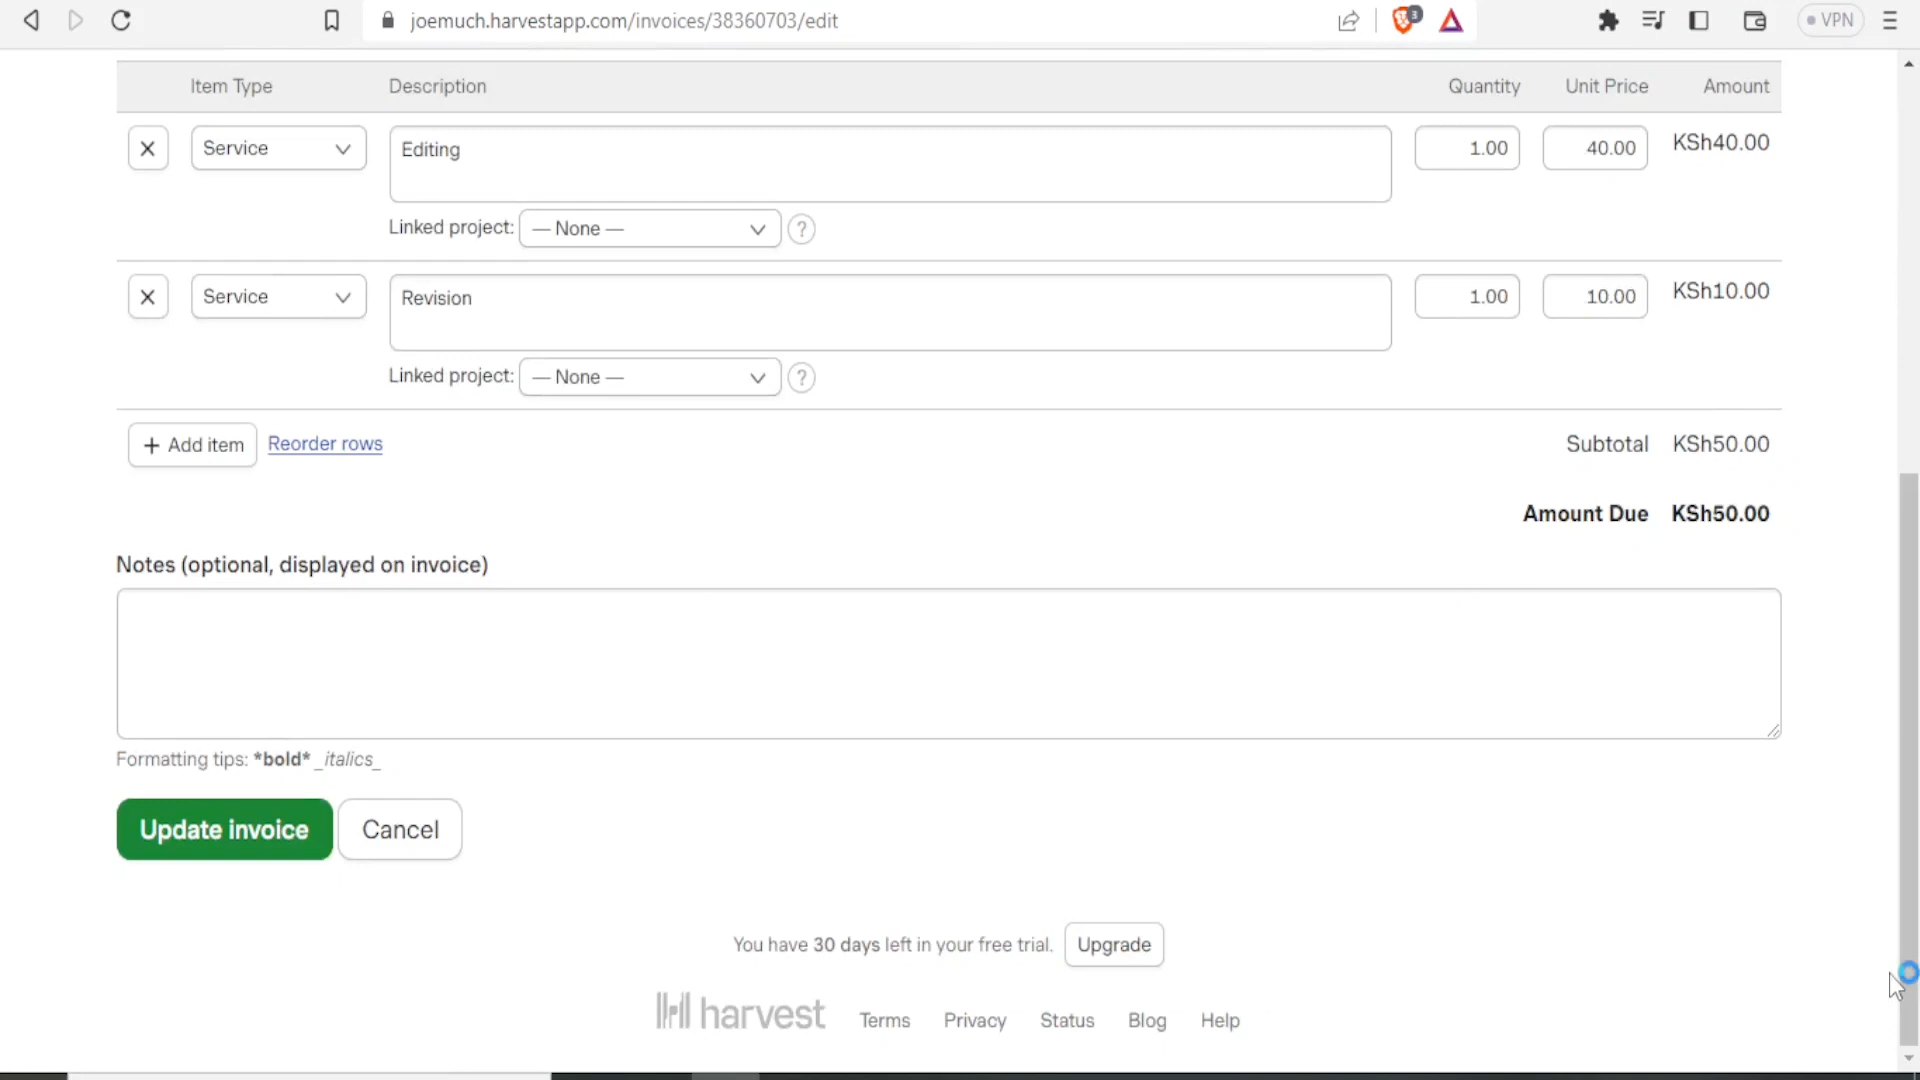 joemuch.harvestapp.com/invoices/38360703/edit
3
VPN
Item Type Description Quantity Unit Price Amount
Service Editing 1.00 40.00 KSh40.00
Linked project: — None — ?
Service Revision 1.00 10.00 KSh10.00
Linked project: — None — ?
+ Add item Reorder rows Subtotal KSh50.00
Amount Due KSh50.00
Notes (optional, displayed on invoice)
Formatting tips: *bold* _italics_
Update invoice Cancel
You have 30 days left in your free trial. Upgrade
harvest Terms Privacy Status Blog Help